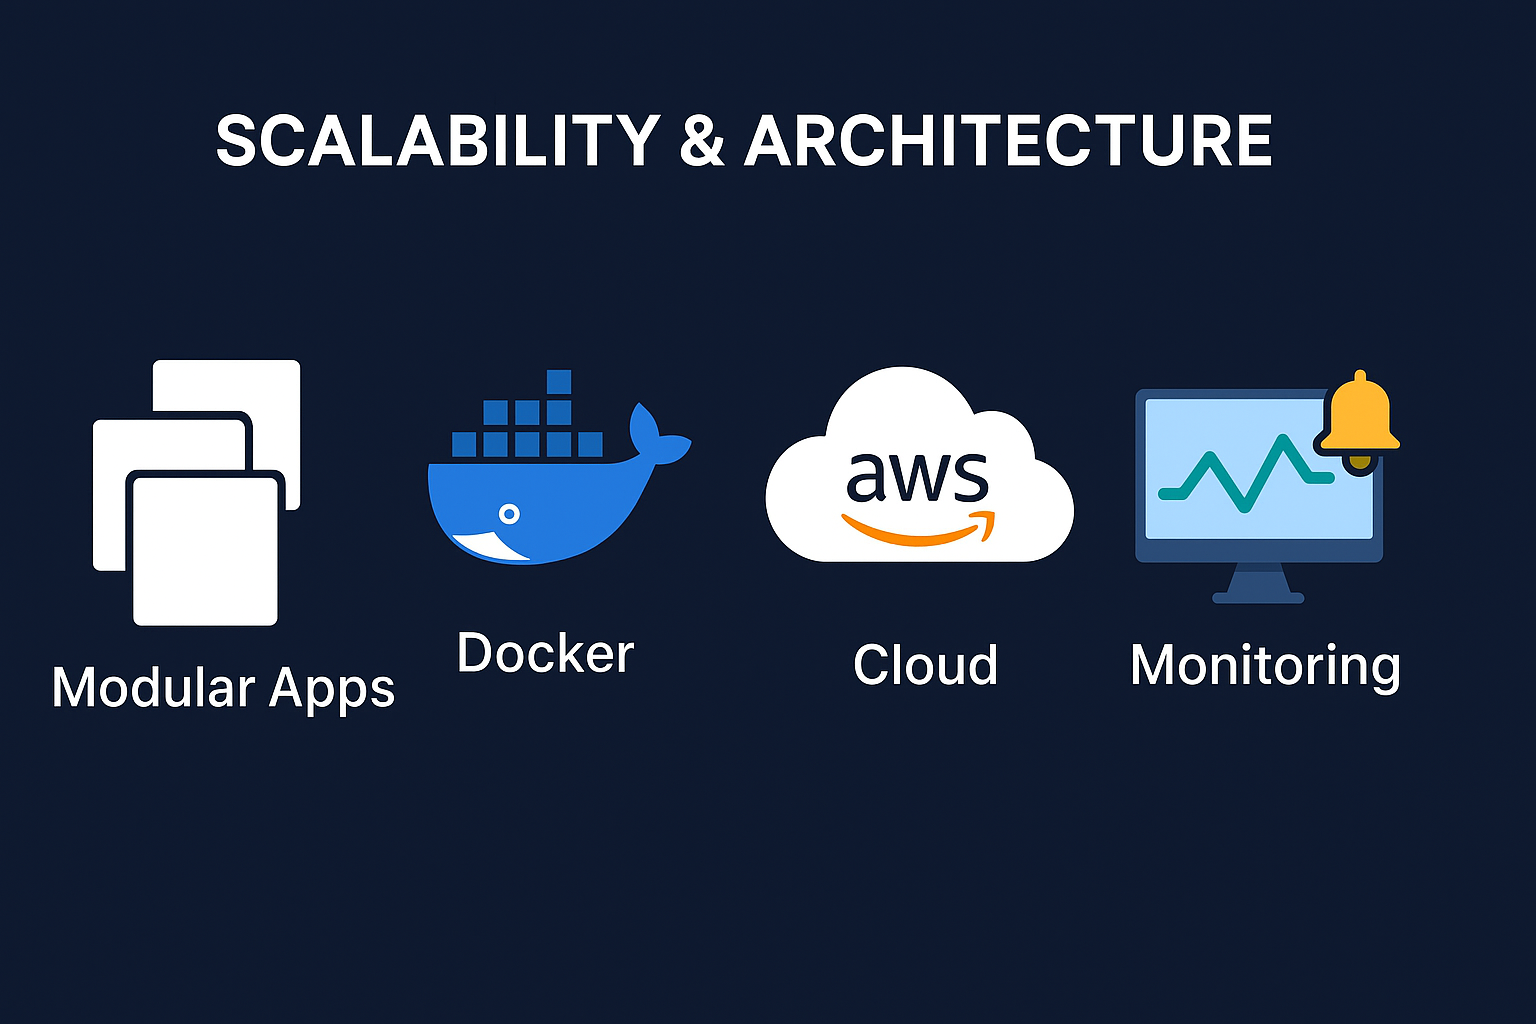 SCALABILITY & ARCHITECTURE
aws
Modular Apps
Docker
Cloud
Monitoring